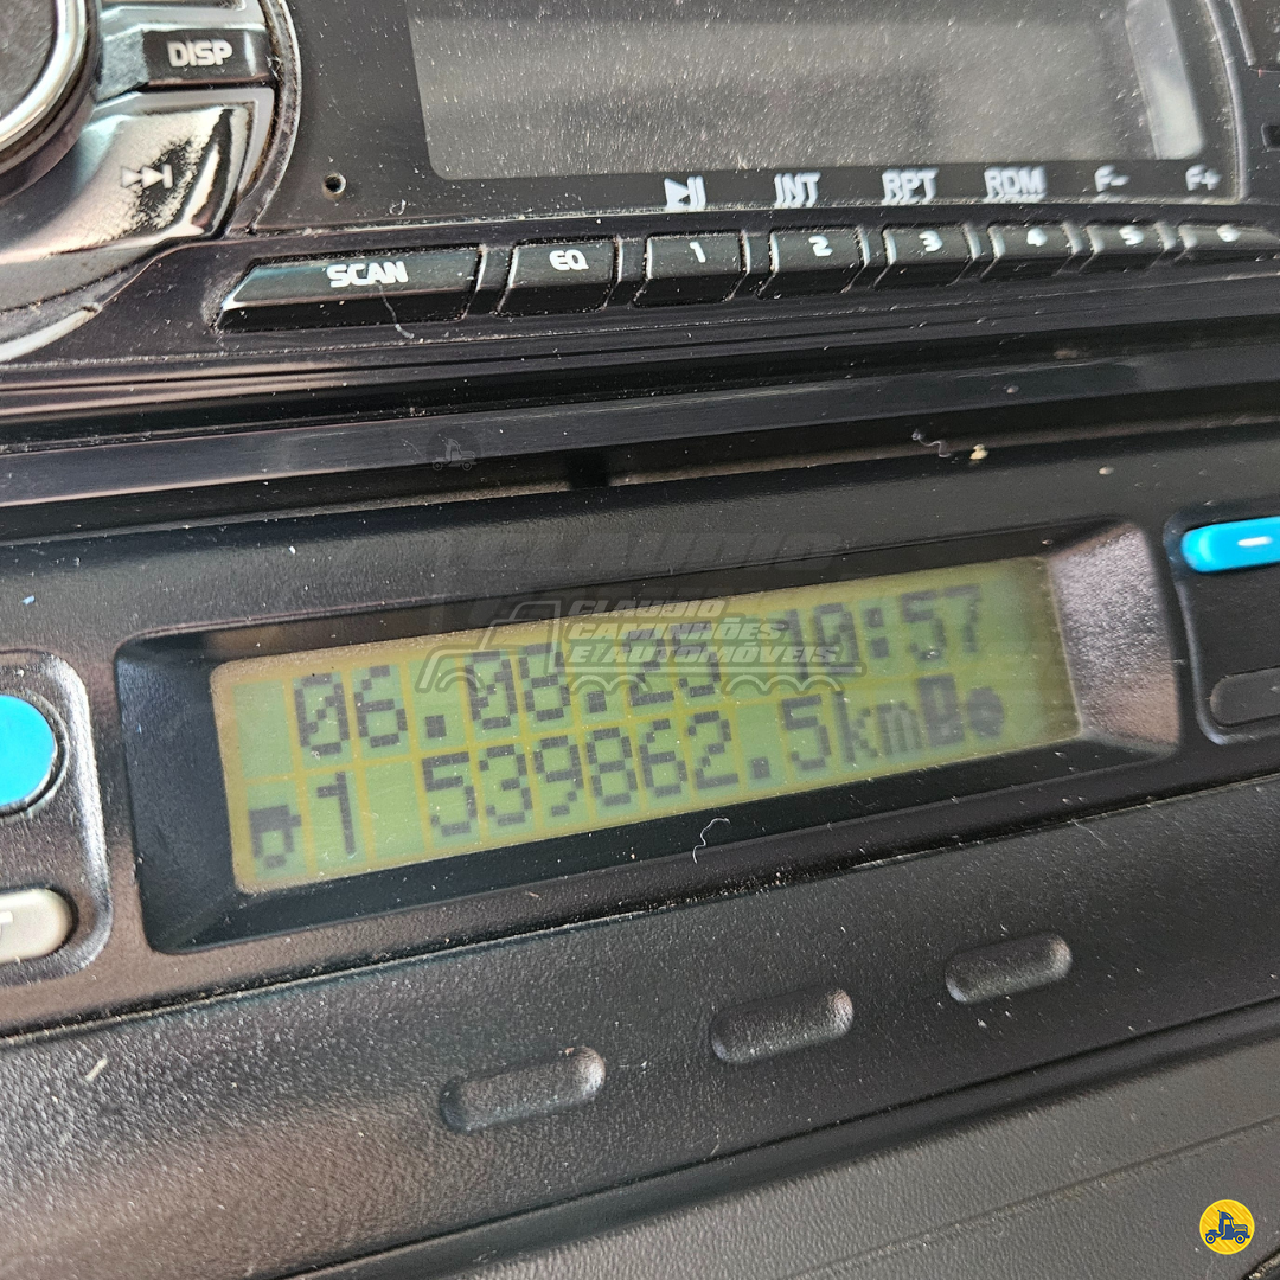 DISP
INT RPT RDM F- F+
SCAN EQ 1 2 3 4 5 6
CLAUDIO
CAMINHÕES
E AUTOMÓVEIS
10:57
1 539862.5km